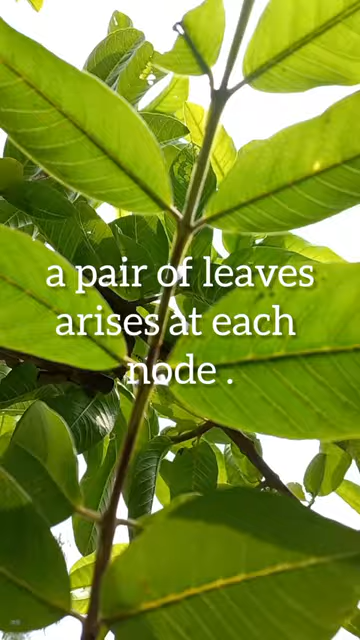 a pair of leaves
arises at each
node .